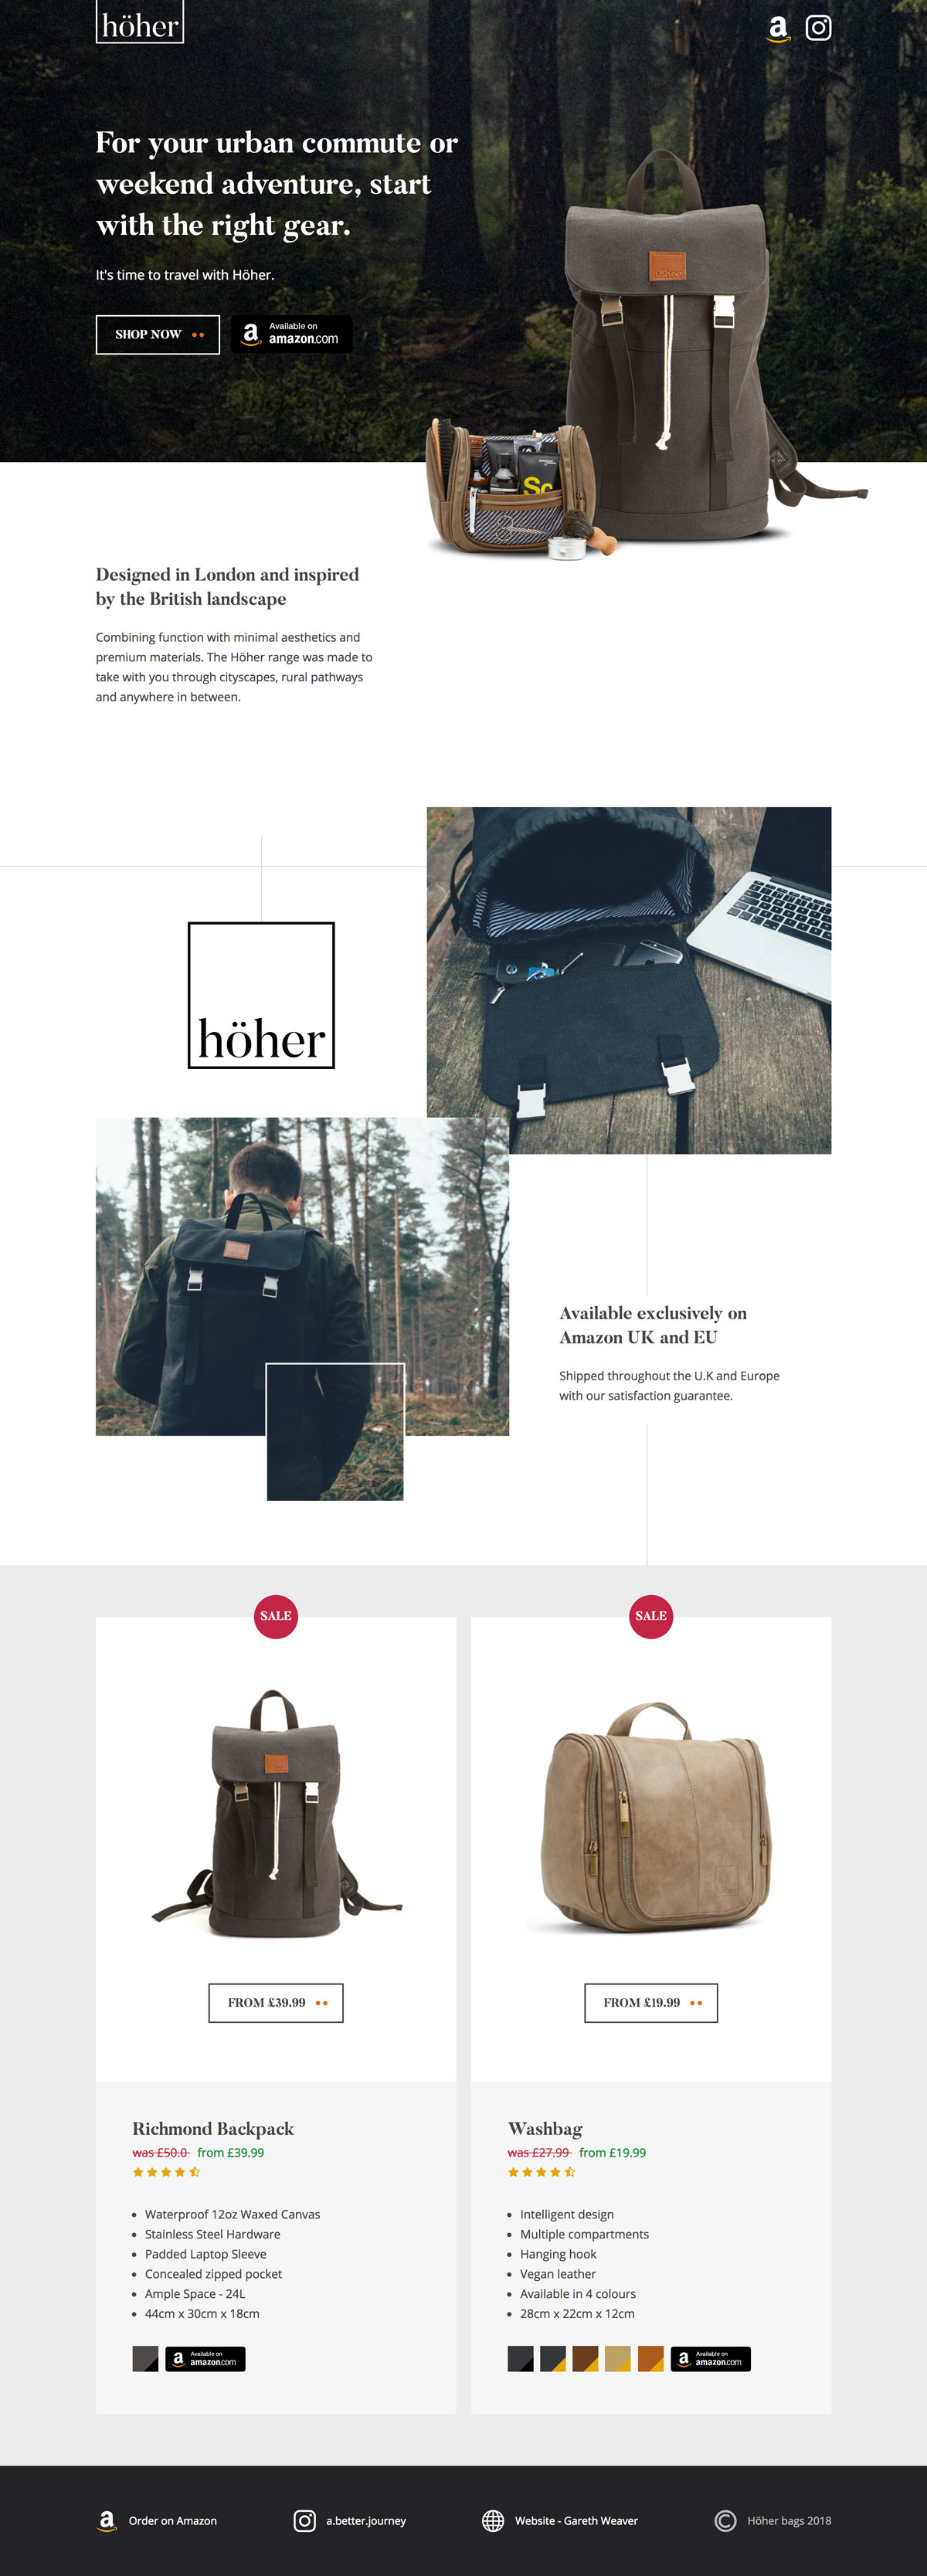 höher
For your urban commute or
weekend adventure, start
with the right gear.
It's time to travel with Höher.
SHOP NOW
Available on
amazon.com
Sc
Designed in London and inspired
by the British landscape
Combining function with minimal aesthetics and
premium materials. The Höher range was made to
take with you through cityscapes, rural pathways
and anywhere in between.
höher
Available exclusively on
Amazon UK and EU
Shipped throughout the U.K and Europe
with our satisfaction guarantee.
SALE
SALE
FROM £39.99
FROM £19.99
Richmond Backpack
was £50.0 from £39.99
Waterproof 12oz Waxed Canvas
Stainless Steel Hardware
Padded Laptop Sleeve
Concealed zipped pocket
Ample Space - 24L
44cm x 30cm x 18cm
Available on
amazon.com
Washbag
was £27.99 from £19.99
Intelligent design
Multiple compartments
Hanging hook
Vegan leather
Available in 4 colours
28cm x 22cm x 12cm
Available on
amazon.com
Order on Amazon
a.better.journey
Website - Gareth Weaver
Höher bags 2018